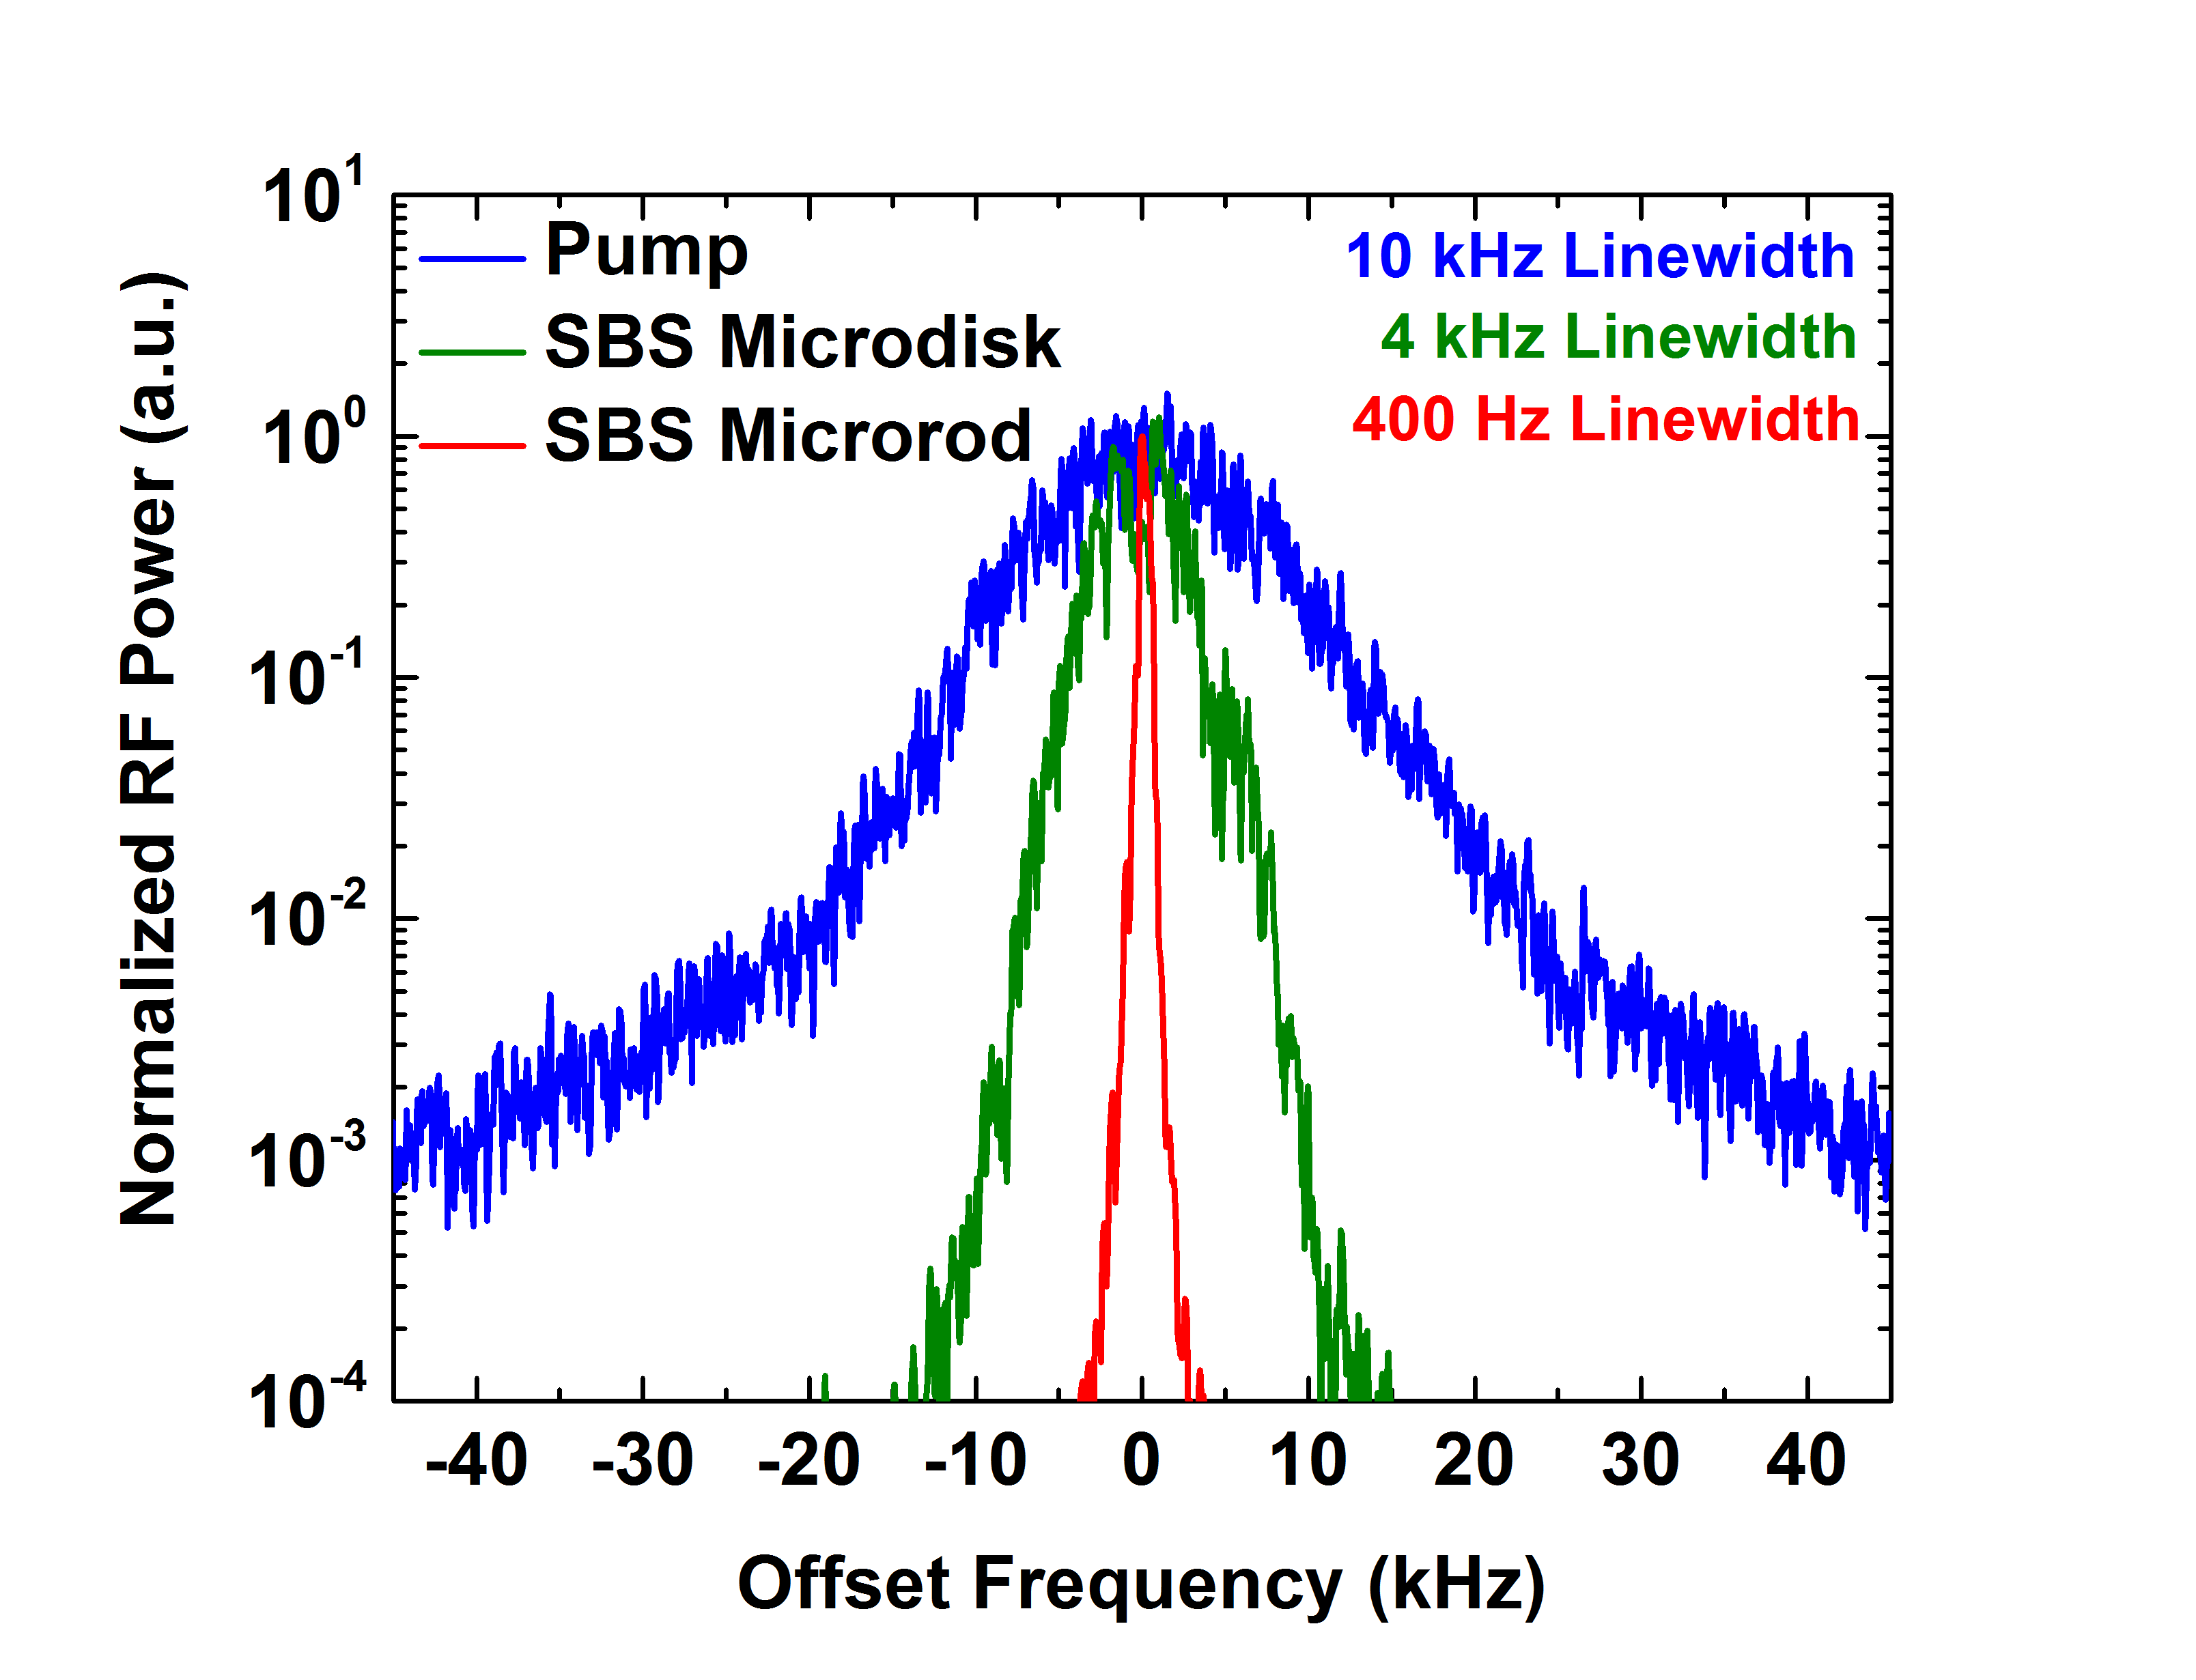 10^1
Pump
10 kHz Linewidth
SBS Microdisk
4 kHz Linewidth
SBS Microrod
400 Hz Linewidth
10^0
10^-1
10^-2
10^-3
10^-4
Normalized RF Power (a.u.)
-40 -30 -20 -10 0 10 20 30 40
Offset Frequency (kHz)